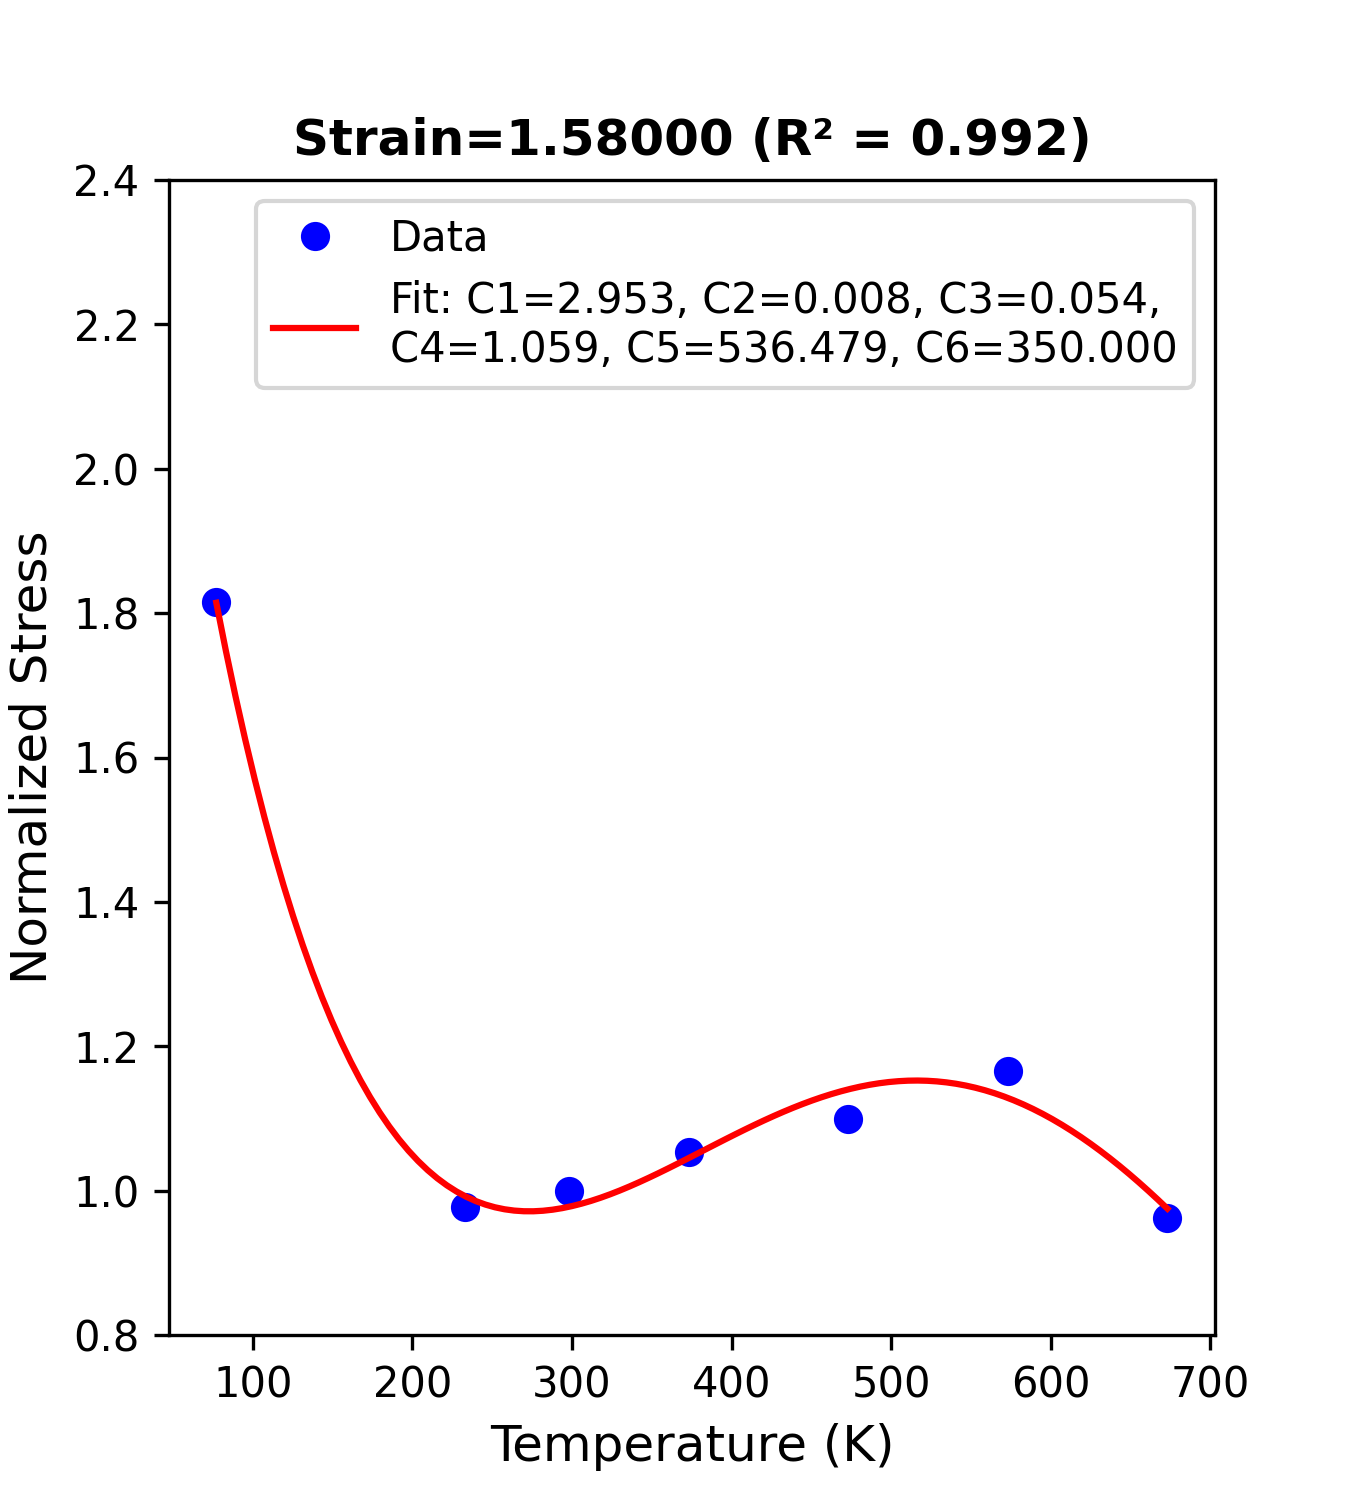 Strain=1.58000 (R² = 0.992)
Data
Fit: C1=2.953, C2=0.008, C3=0.054,
C4=1.059, C5=536.479, C6=350.000
2.4
2.2
2.0
1.8
1.6
1.4
1.2
1.0
0.8
Normalized Stress
100 200 300 400 500 600 700
Temperature (K)